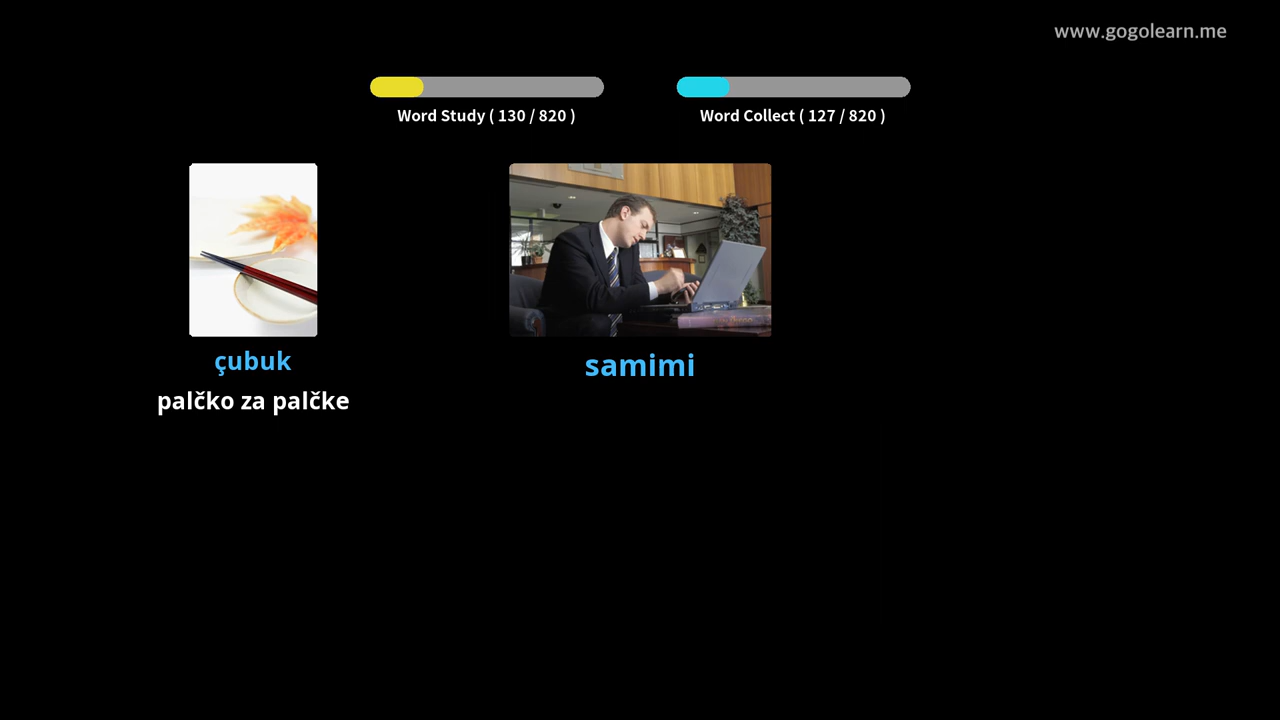 www.gogolearn.me
Word Study ( 130 / 820 )
Word Collect ( 127 / 820 )
çubuk
palčko za palčke
samimi